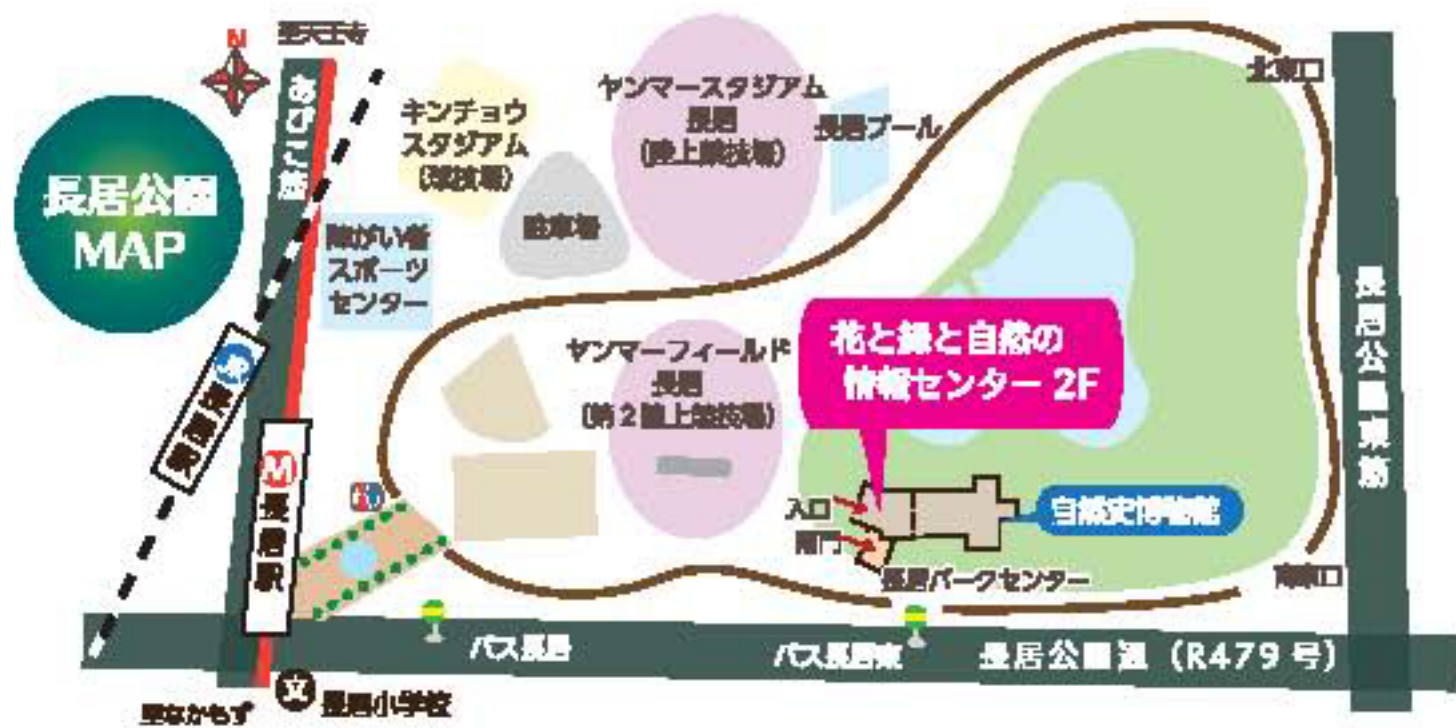 N
至天王寺
あびこ筋
長居公園
MAP
キンチョウ
スタジアム
(球技場)
ヤンマースタジアム
長居
(陸上競技場)
長居プール
北東口
駐車場
障がい者
スポーツ
センター
ヤンマーフィールド
長居
(第2陸上競技場)
花と緑と自然の
情報センター 2F
長居公園東筋
JR
M 長居駅
入口
南門
自然史博物館
長居パークセンター
南東口
バス長居
バス長居東
長居公園通（R479 号）
至なかもず
文 長居小学校